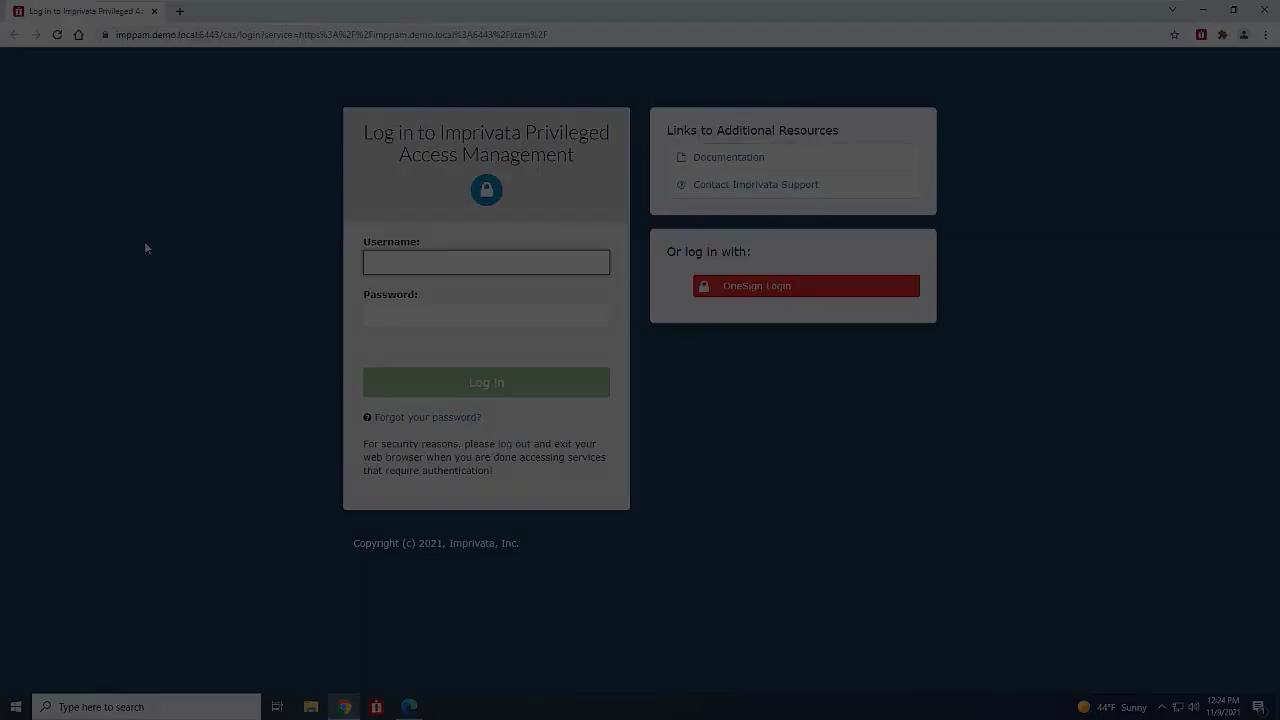 Log in to Imprivata Privileged A
imppam.demo.local:6443/cas/login?service=https%3A%2F%2Fimppam.demo.local%3A6443%2Fxtam%2F
Log in to Imprivata Privileged
Access Management
Username:
Password:
Log in
Forgot your password?
For security reasons, please log out and exit your
web browser when you are done accessing services
that require authentication!
Links to Additional Resources
Documentation
Contact Imprivata Support
Or log in with:
OneSign Login
Copyright (c) 2021, Imprivata, Inc.
Type here to search
44°F Sunny
12:24 PM
11/9/2021